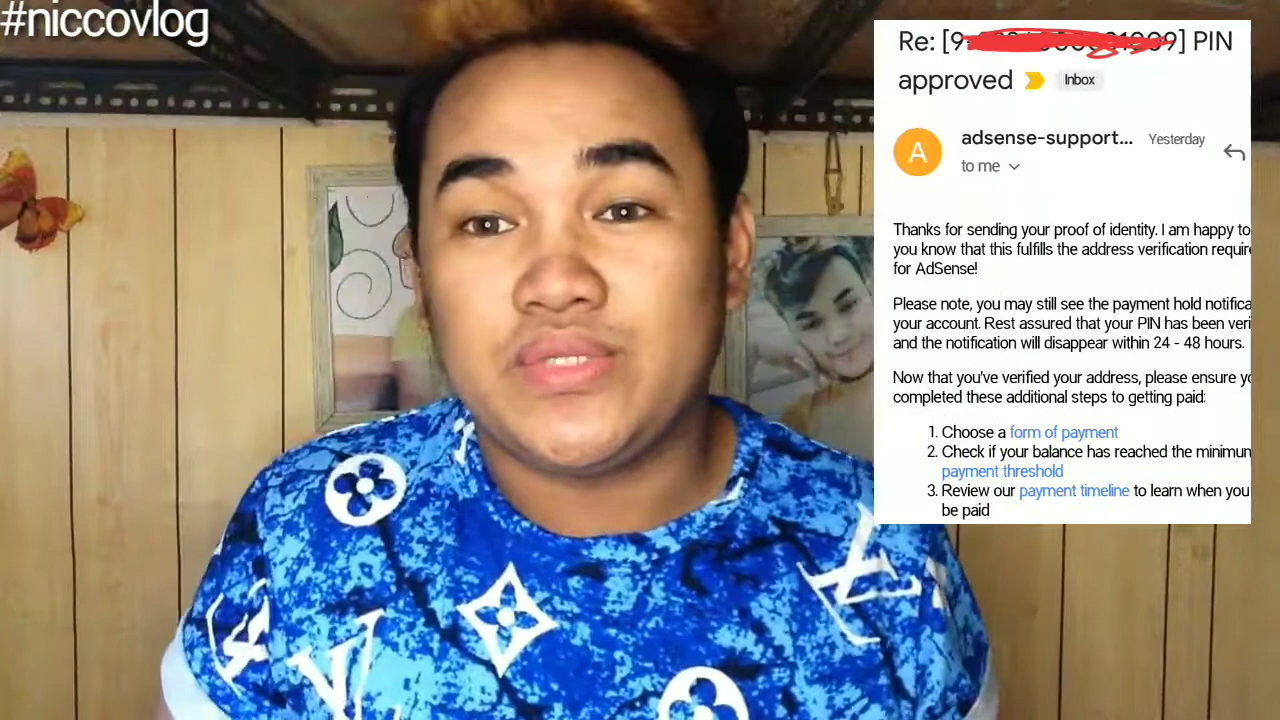 #niccovlog
Re: [9 9] PIN
approved Inbox
A adsense-support... Yesterday
to me
Thanks for sending your proof of identity. I am happy to
you know that this fulfills the address verification require
for AdSense!
Please note, you may still see the payment hold notifica
your account. Rest assured that your PIN has been veri
and the notification will disappear within 24 - 48 hours.
Now that you've verified your address, please ensure yo
completed these additional steps to getting paid:
1. Choose a form of payment
2. Check if your balance has reached the minimum
payment threshold
3. Review our payment timeline to learn when you
be paid